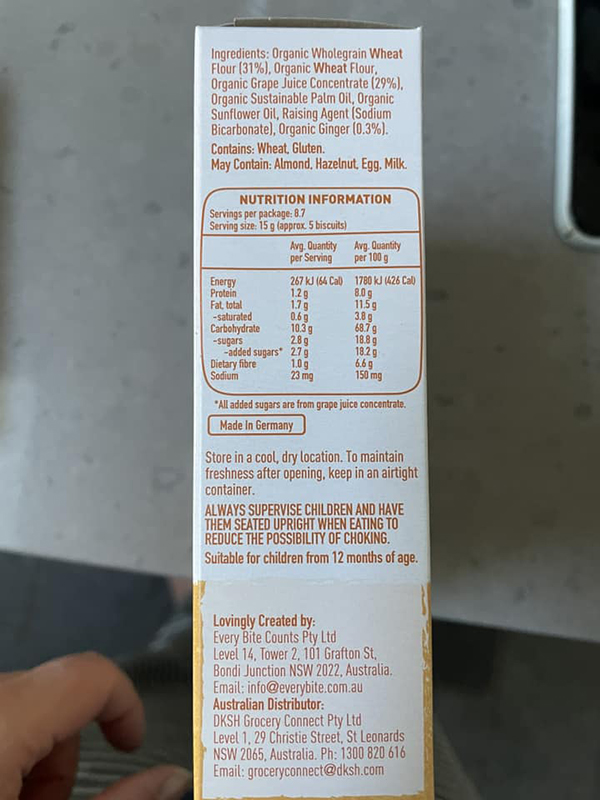 Ingredients: Organic Wholegrain Wheat
Flour (31%), Organic Wheat Flour,
Organic Grape Juice Concentrate (29%),
Organic Sustainable Palm Oil, Organic
Sunflower Oil, Raising Agent (Sodium
Bicarbonate), Organic Ginger (0.3%).
Contains: Wheat, Gluten.
May Contain: Almond, Hazelnut, Egg, Milk.
NUTRITION INFORMATION
Servings per package: 8.7
Serving size: 15 g (approx. 5 biscuits)
Avg. Quantity Avg. Quantity
per Serving per 100 g
Energy 267 kJ (64 Cal) 1780 kJ (426 Cal)
Protein 1.2 g 8.0 g
Fat, total 1.7 g 11.5 g
-saturated 0.6 g 3.8 g
Carbohydrate 10.3 g 68.7 g
-sugars 2.8 g 18.8 g
-added sugars* 2.7 g 18.2 g
Dietary fibre 1.0 g 6.6 g
Sodium 23 mg 150 mg
*All added sugars are from grape juice concentrate.
Made In Germany
Store in a cool, dry location. To maintain
freshness after opening, keep in an airtight
container.
ALWAYS SUPERVISE CHILDREN AND HAVE
THEM SEATED UPRIGHT WHEN EATING TO
REDUCE THE POSSIBILITY OF CHOKING.
Suitable for children from 12 months of age.
Lovingly Created by:
Every Bite Counts Pty Ltd
Level 14, Tower 2, 101 Grafton St,
Bondi Junction NSW 2022, Australia.
Email: info@everybite.com.au
Australian Distributor:
DKSH Grocery Connect Pty Ltd
Level 1, 29 Christie Street, St Leonards
NSW 2065, Australia. Ph: 1300 820 616
Email: groceryconnect@dksh.com